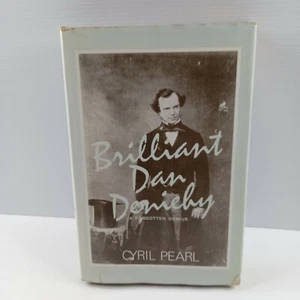 Brilliant
Dan
Deniehy
A FORGOTTEN GENIUS
CYRIL PEARL